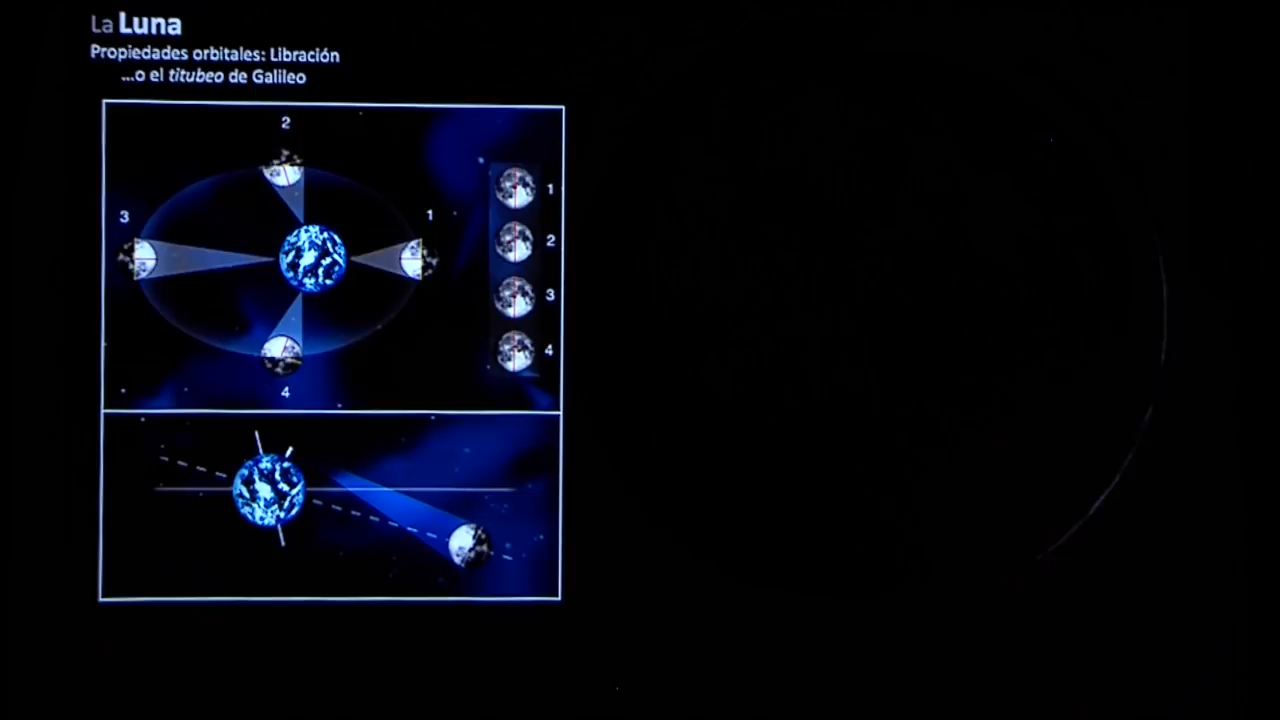 La Luna
Propiedades orbitales: Libración
...o el titubeo de Galileo
2
3
1
4
1
2
3
4